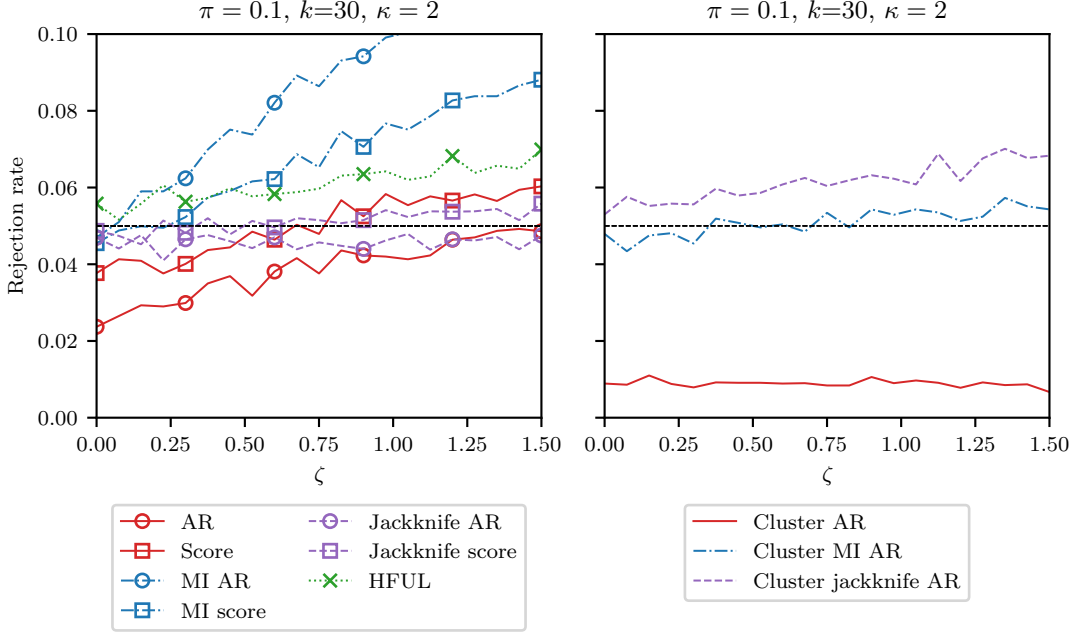 π = 0.1, k=30, κ = 2
Rejection rate
0.10
0.08
0.06
0.04
0.02
0.00
0.00 0.25 0.50 0.75 1.00 1.25 1.50
ζ
AR
Score
MI AR
MI score
Jackknife AR
Jackknife score
HFUL
π = 0.1, k=30, κ = 2
0.00 0.25 0.50 0.75 1.00 1.25 1.50
ζ
Cluster AR
Cluster MI AR
Cluster jackknife AR